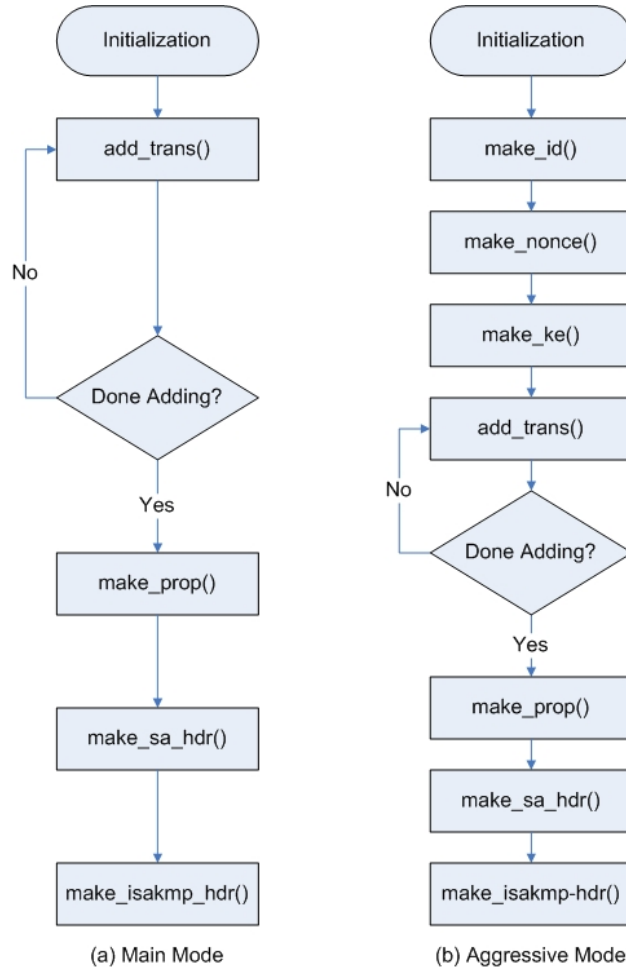 Initialization
add_trans()
No
Done Adding?
Yes
make_prop()
make_sa_hdr()
make_isakmp_hdr()
(a) Main Mode
Initialization
make_id()
make_nonce()
make_ke()
add_trans()
No
Done Adding?
Yes
make_prop()
make_sa_hdr()
make_isakmp-hdr()
(b) Aggressive Mode